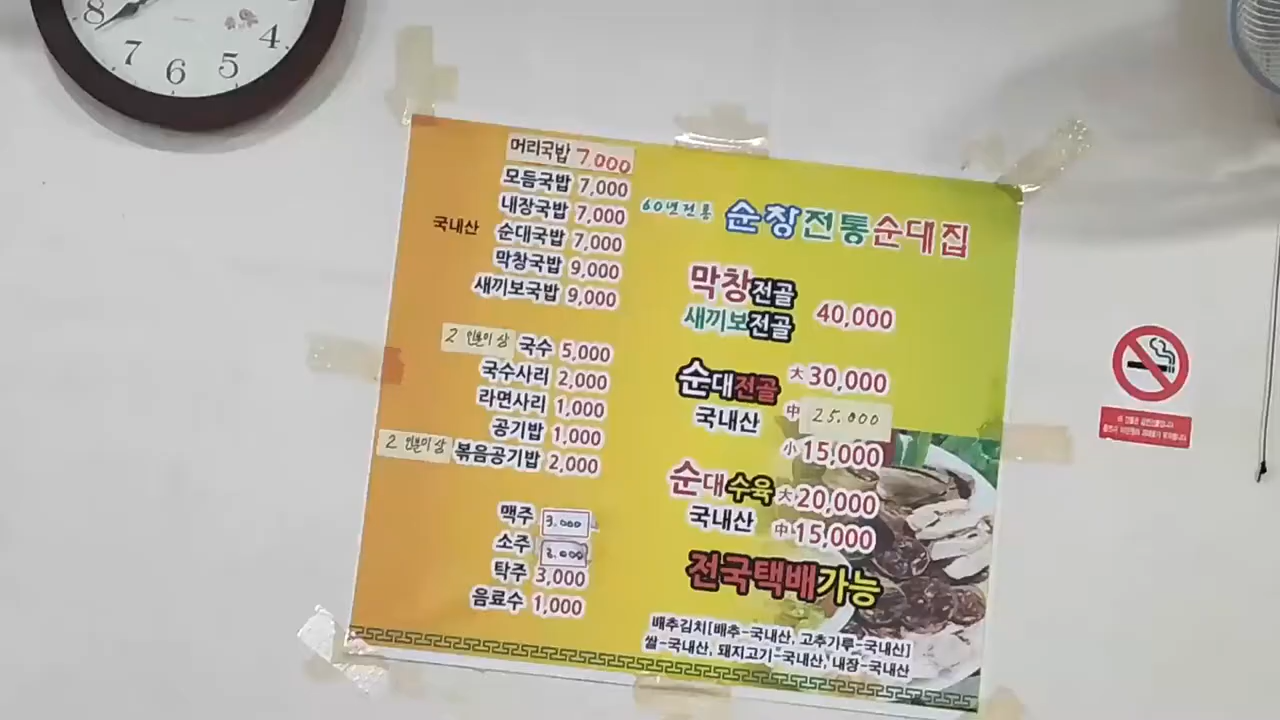 8
7
6
5
4
머리국밥 7,000
모듬국밥 7,000
내장국밥 7,000
국내산 순대국밥 7,000
막창국밥 9,000
새끼보국밥 9,000
2 인분이상 국수 5,000
국수사리 2,000
라면사리 1,000
공기밥 1,000
2 인분이상 볶음공기밥 2,000
맥주 3.000
소주
탁주 3,000
음료수 1,000
60년전통 순창전통순대집
막창전골
새끼보전골
40,000
순대전골 大 30,000
국내산 中 25.000
小 15,000
순대수육 大 20,000
국내산 中 15,000
전국택배가능
배추김치[배추-국내산, 고추가루-국내산]
쌀-국내산, 돼지고기-국내산, 내장-국내산